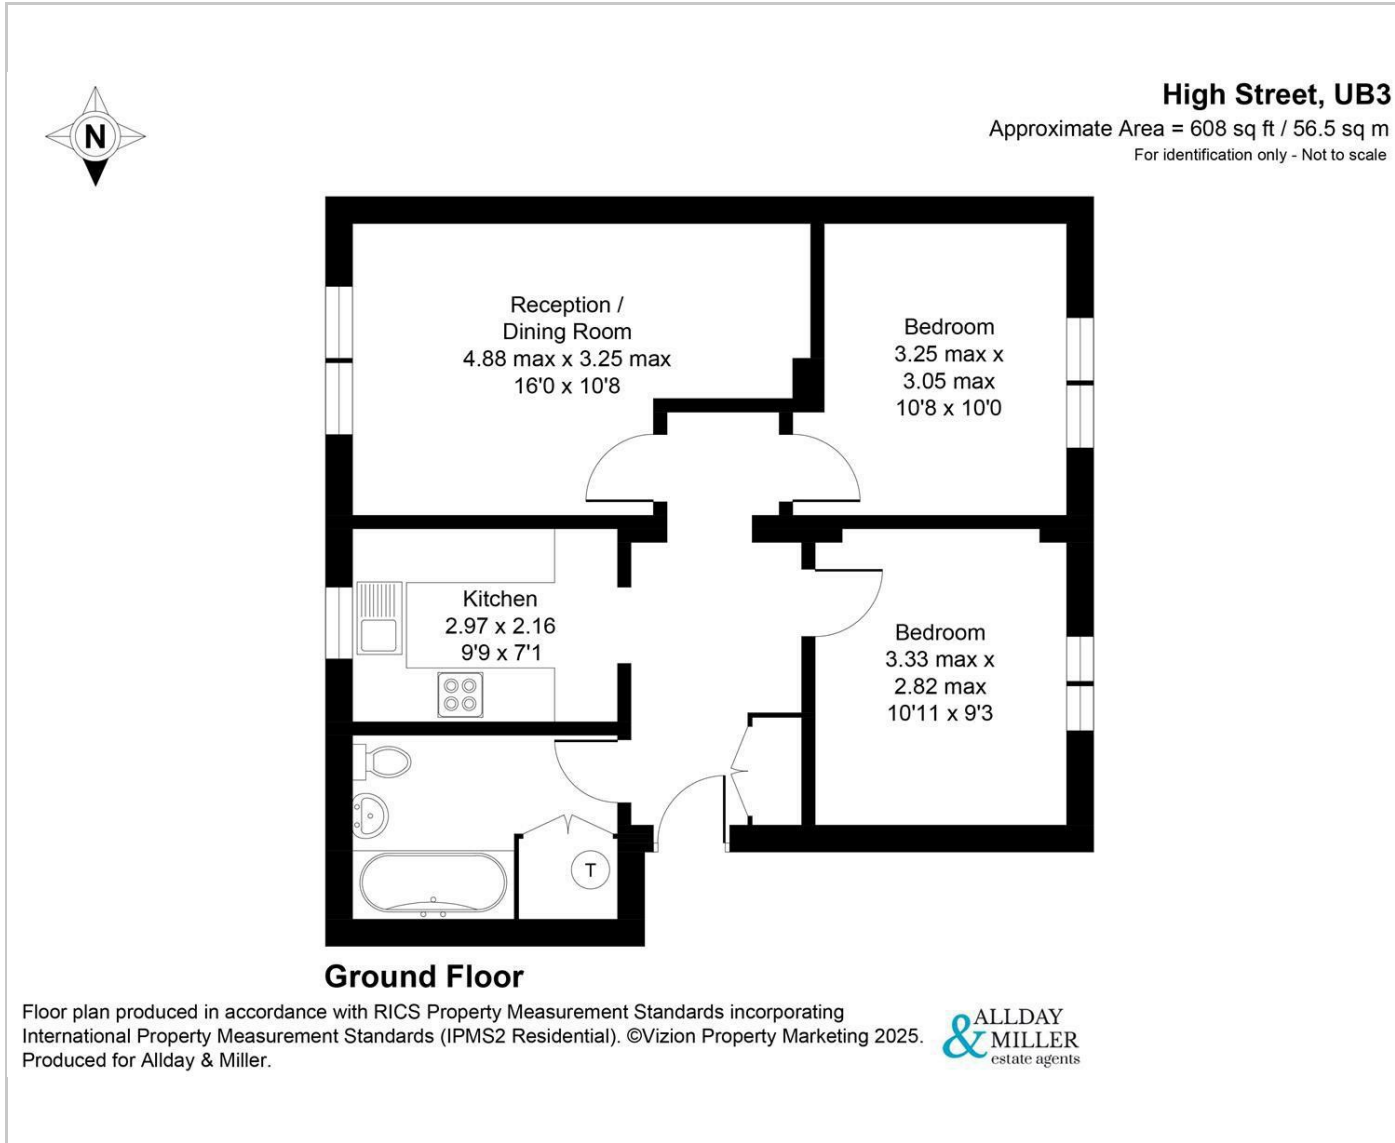 N
High Street, UB3
Approximate Area = 608 sq ft / 56.5 sq m
For identification only - Not to scale
Reception /
Dining Room
4.88 max x 3.25 max
16'0 x 10'8
Bedroom
3.25 max x
3.05 max
10'8 x 10'0
Kitchen
2.97 x 2.16
9'9 x 7'1
Bedroom
3.33 max x
2.82 max
10'11 x 9'3
T
Ground Floor
Floor plan produced in accordance with RICS Property Measurement Standards incorporating
International Property Measurement Standards (IPMS2 Residential). ©Vizion Property Marketing 2025.
Produced for Allday & Miller.
ALLDAY
& MILLER
estate agents